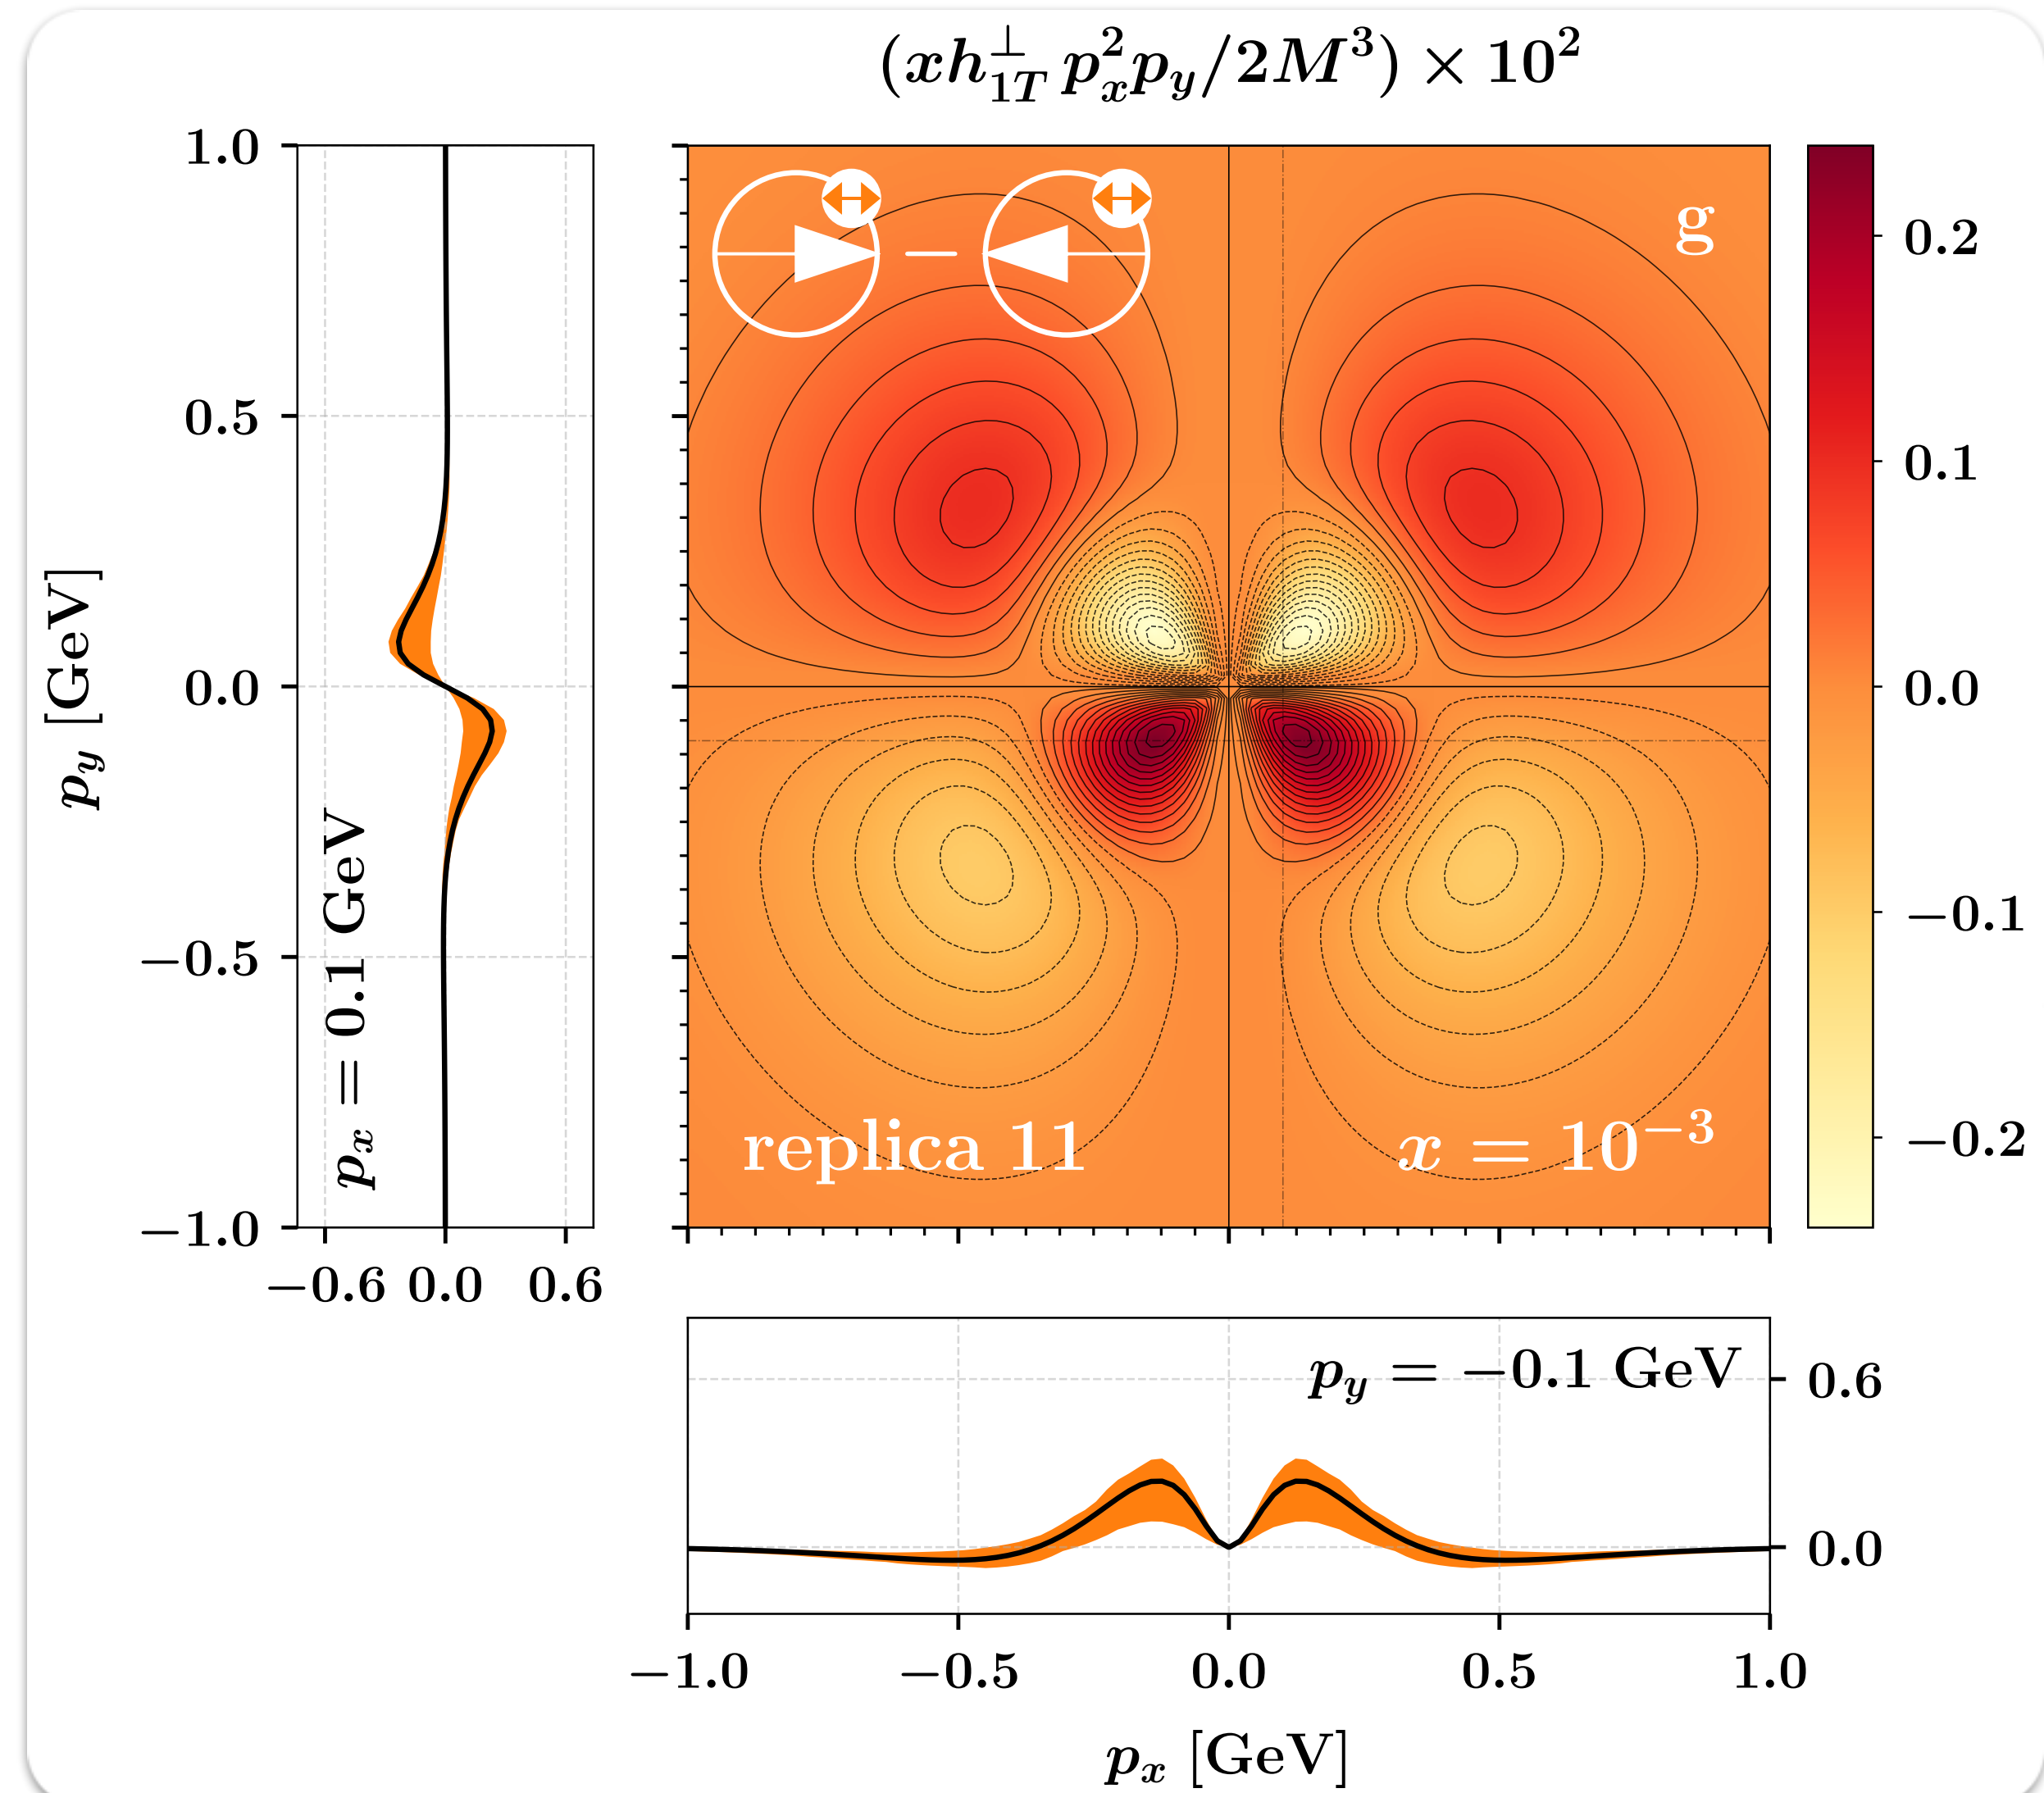 (xh⊥1T p²x py/2M³) × 10²
1.0
0.5
0.0
−0.5
−1.0
py [GeV]
px = 0.1 GeV
−0.6 0.0 0.6
g
replica 11
x = 10⁻³
0.2
0.1
0.0
−0.1
−0.2
py = −0.1 GeV
0.6
0.0
−1.0 −0.5 0.0 0.5 1.0
px [GeV]